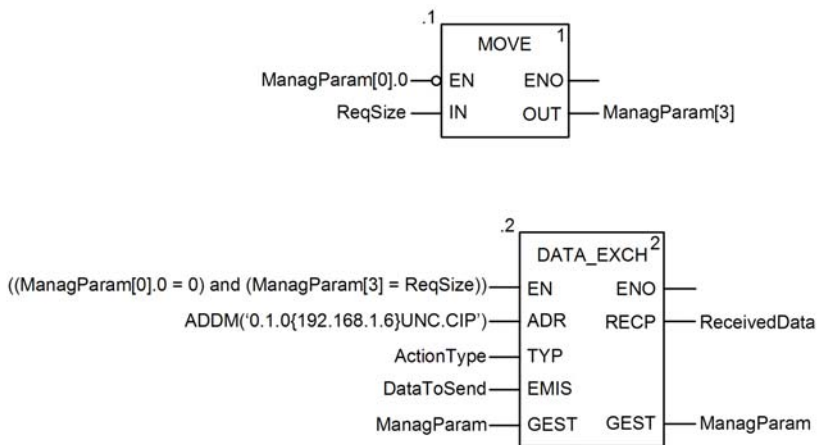 .1
MOVE 1
ManagParam[0].0 EN ENO
ReqSize IN OUT ManagParam[3]
.2
DATA_EXCH 2
((ManagParam[0].0 = 0) and (ManagParam[3] = ReqSize)) EN ENO
ADDM(‘0.1.0{192.168.1.6}UNC.CIP’) ADR RECP ReceivedData
ActionType TYP
DataToSend EMIS
ManagParam GEST GEST ManagParam